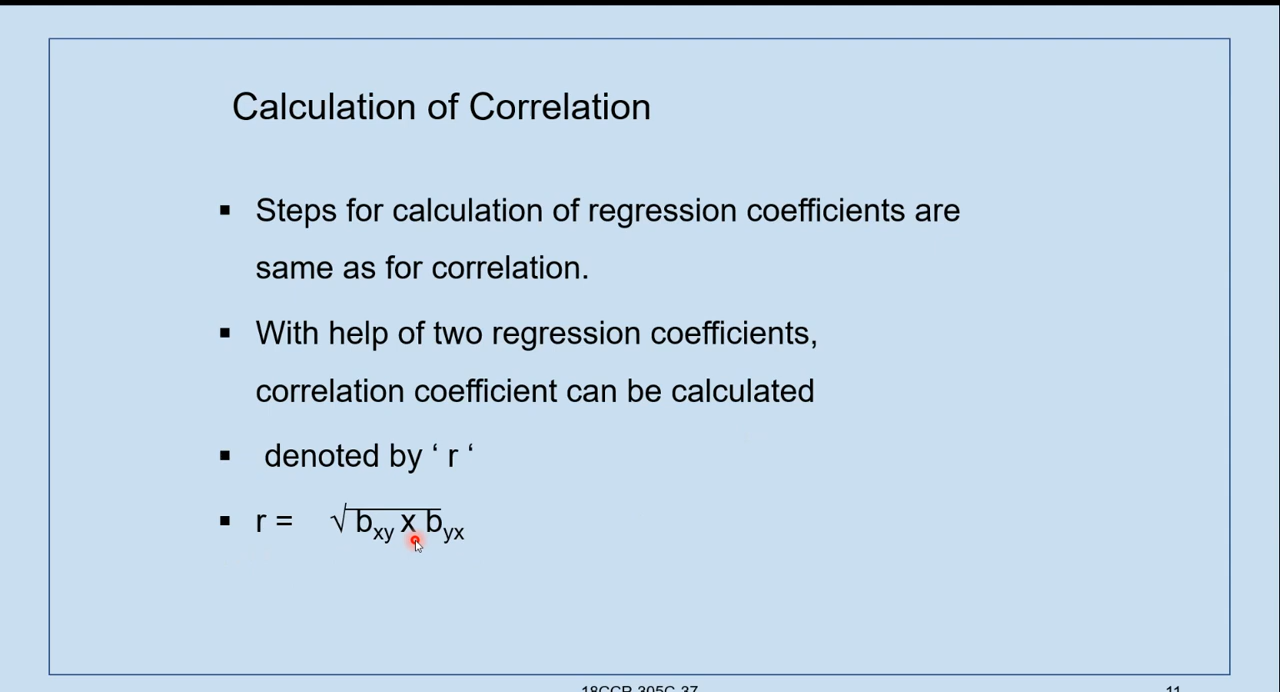 Calculation of Correlation
▪ Steps for calculation of regression coefficients are
same as for correlation.
▪ With help of two regression coefficients,
correlation coefficient can be calculated
▪ denoted by ‘ r ‘
▪ r = √ bxy x byx
11